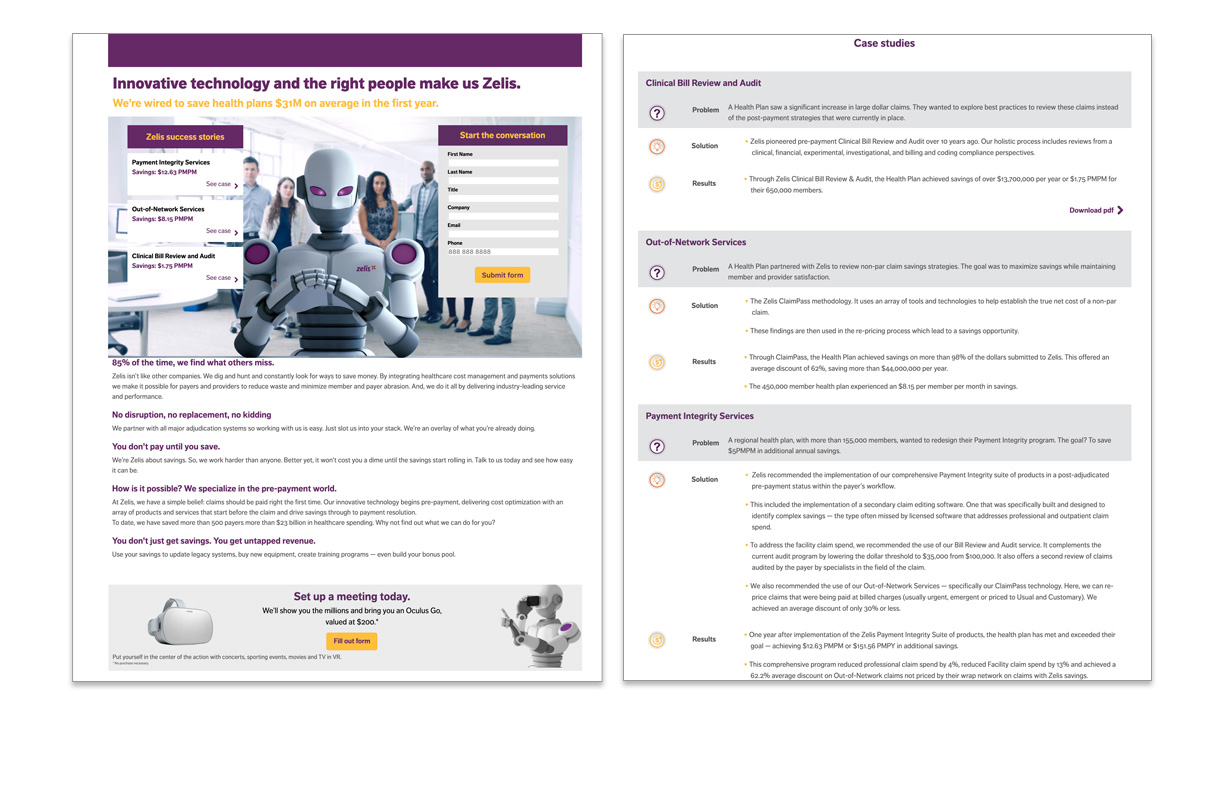 Innovative technology and the right people make us Zelis.
We're wired to save health plans $31M on average in the first year.
Zelis success stories
Payment Integrity Services
Savings: $12.63 PMPM
See case
Out-of-Network Services
Savings: $8.15 PMPM
See case
Clinical Bill Review and Audit
Savings: $1.75 PMPM
See case
zelis
Start the conversation
First Name
Last Name
Title
Company
Email
Phone
888 888 8888
Submit form
85% of the time, we find what others miss.
Zelis isn't like other companies. We dig and hunt and constantly look for ways to save money. By integrating healthcare cost management and payments solutions
we make it possible for payers and providers to reduce waste and minimize member and payer abrasion. And, we do it all by delivering industry-leading service
and performance.
No disruption, no replacement, no kidding
We partner with all major adjudication systems so working with us is easy. Just slot us into your stack. We're an overlay of what you're already doing.
You don't pay until you save.
We're Zelis about savings. So, we work harder than anyone. Better yet, it won't cost you a dime until the savings start rolling in. Talk to us today and see how easy
it can be.
How is it possible? We specialize in the pre-payment world.
At Zelis, we have a simple belief: claims should be paid right the first time. Our innovative technology begins pre-payment, delivering cost optimization with an
array of products and services that start before the claim and drive savings through to payment resolution.
To date, we have saved more than 500 payers more than $23 billion in healthcare spending. Why not find out what we can do for you?
You don't just get savings. You get untapped revenue.
Use your savings to update legacy systems, buy new equipment, create training programs — even build your bonus pool.
Set up a meeting today.
We'll show you the millions and bring you an Oculus Go,
valued at $200.*
Fill out form
Put yourself in the center of the action with concerts, sporting events, movies and TV in VR.
*No purchase necessary.
Case studies
Clinical Bill Review and Audit
Problem
A Health Plan saw a significant increase in large dollar claims. They wanted to explore best practices to review these claims instead
of the post-payment strategies that were currently in place.
Solution
• Zelis pioneered pre-payment Clinical Bill Review and Audit over 10 years ago. Our holistic process includes reviews from a
clinical, financial, experimental, investigational, and billing and coding compliance perspectives.
Results
• Through Zelis Clinical Bill Review & Audit, the Health Plan achieved savings of over $13,700,000 per year or $1.75 PMPM for
their 650,000 members.
Download pdf
Out-of-Network Services
Problem
A Health Plan partnered with Zelis to review non-par claim savings strategies. The goal was to maximize savings while maintaining
member and provider satisfaction.
Solution
• The Zelis ClaimPass methodology. It uses an array of tools and technologies to help establish the true net cost of a non-par
claim.
• These findings are then used in the re-pricing process which lead to a savings opportunity.
Results
• Through ClaimPass, the Health Plan achieved savings on more than 98% of the dollars submitted to Zelis. This offered an
average discount of 62%, saving more than $44,000,000 per year.
• The 450,000 member health plan experienced an $8.15 per member per month in savings.
Payment Integrity Services
Problem
A regional health plan, with more than 155,000 members, wanted to redesign their Payment Integrity program. The goal? To save
$5PMPM in additional annual savings.
Solution
• Zelis recommended the implementation of our comprehensive Payment Integrity suite of products in a post-adjudicated
pre-payment status within the payer's workflow.
• This included the implementation of a secondary claim editing software. One that was specifically built and designed to
identify complex savings — the type often missed by licensed software that addresses professional and outpatient claim
spend.
• To address the facility claim spend, we recommended the use of our Bill Review and Audit service. It complements the
current audit program by lowering the dollar threshold to $35,000 from $100,000. It also offers a second review of claims
audited by the payer by specialists in the field of the claim.
• We also recommended the use of our Out-of-Network Services — specifically our ClaimPass technology. Here, we can re-
price claims that were being paid at billed charges (usually urgent, emergent or priced to Usual and Customary). We
achieved an average discount of only 30% or less.
Results
• One year after implementation of the Zelis Payment Integrity Suite of products, the health plan has met and exceeded their
goal — achieving $12.63 PMPM or $151.56 PMPY in additional savings.
• This comprehensive program reduced professional claim spend by 4%, reduced Facility claim spend by 13% and achieved a
62.2% average discount on Out-of-Network claims not priced by their wrap network on claims with Zelis savings.